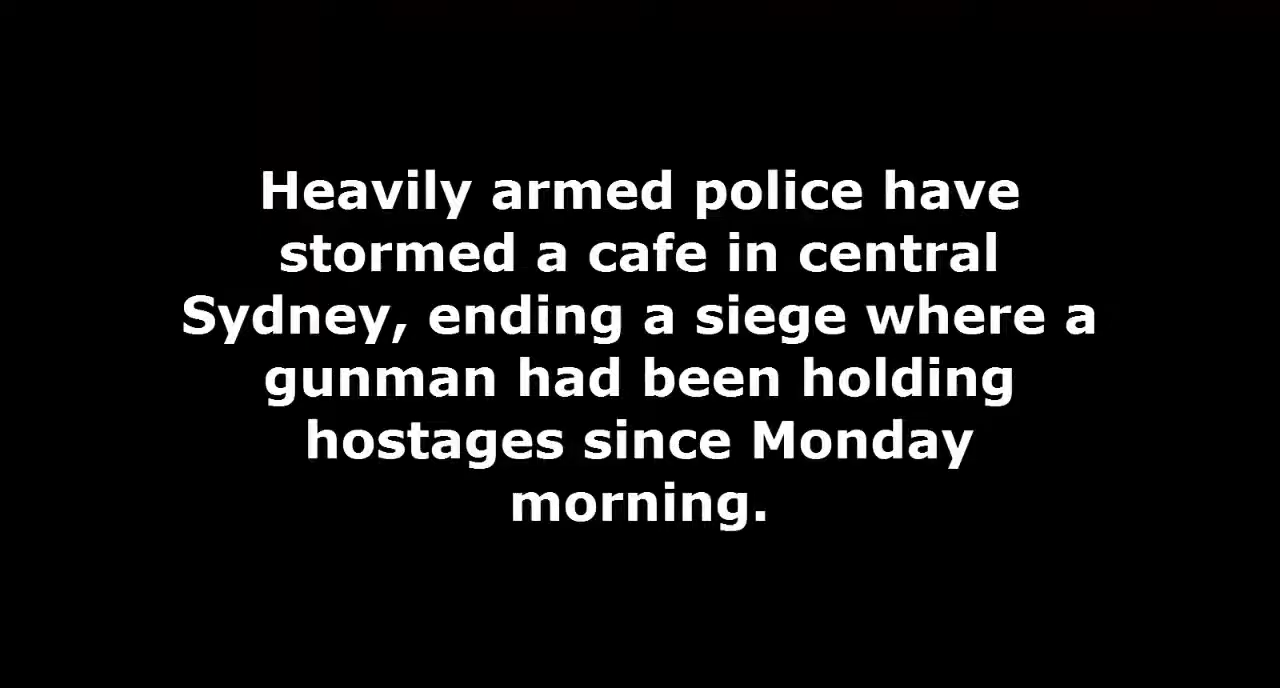 Heavily armed police have
stormed a cafe in central
Sydney, ending a siege where a
gunman had been holding
hostages since Monday
morning.